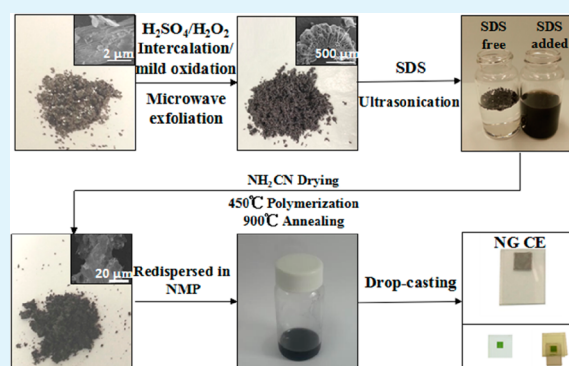 2 μm
H₂SO₄/H₂O₂
Intercalation/
mild oxidation
Microwave
exfoliation
500 μm
SDS
Ultrasonication
SDS
free
SDS
added
NH₂CN Drying
450℃ Polymerization
900℃ Annealing
20 μm
Redispersed in
NMP
Drop-casting
NG CE